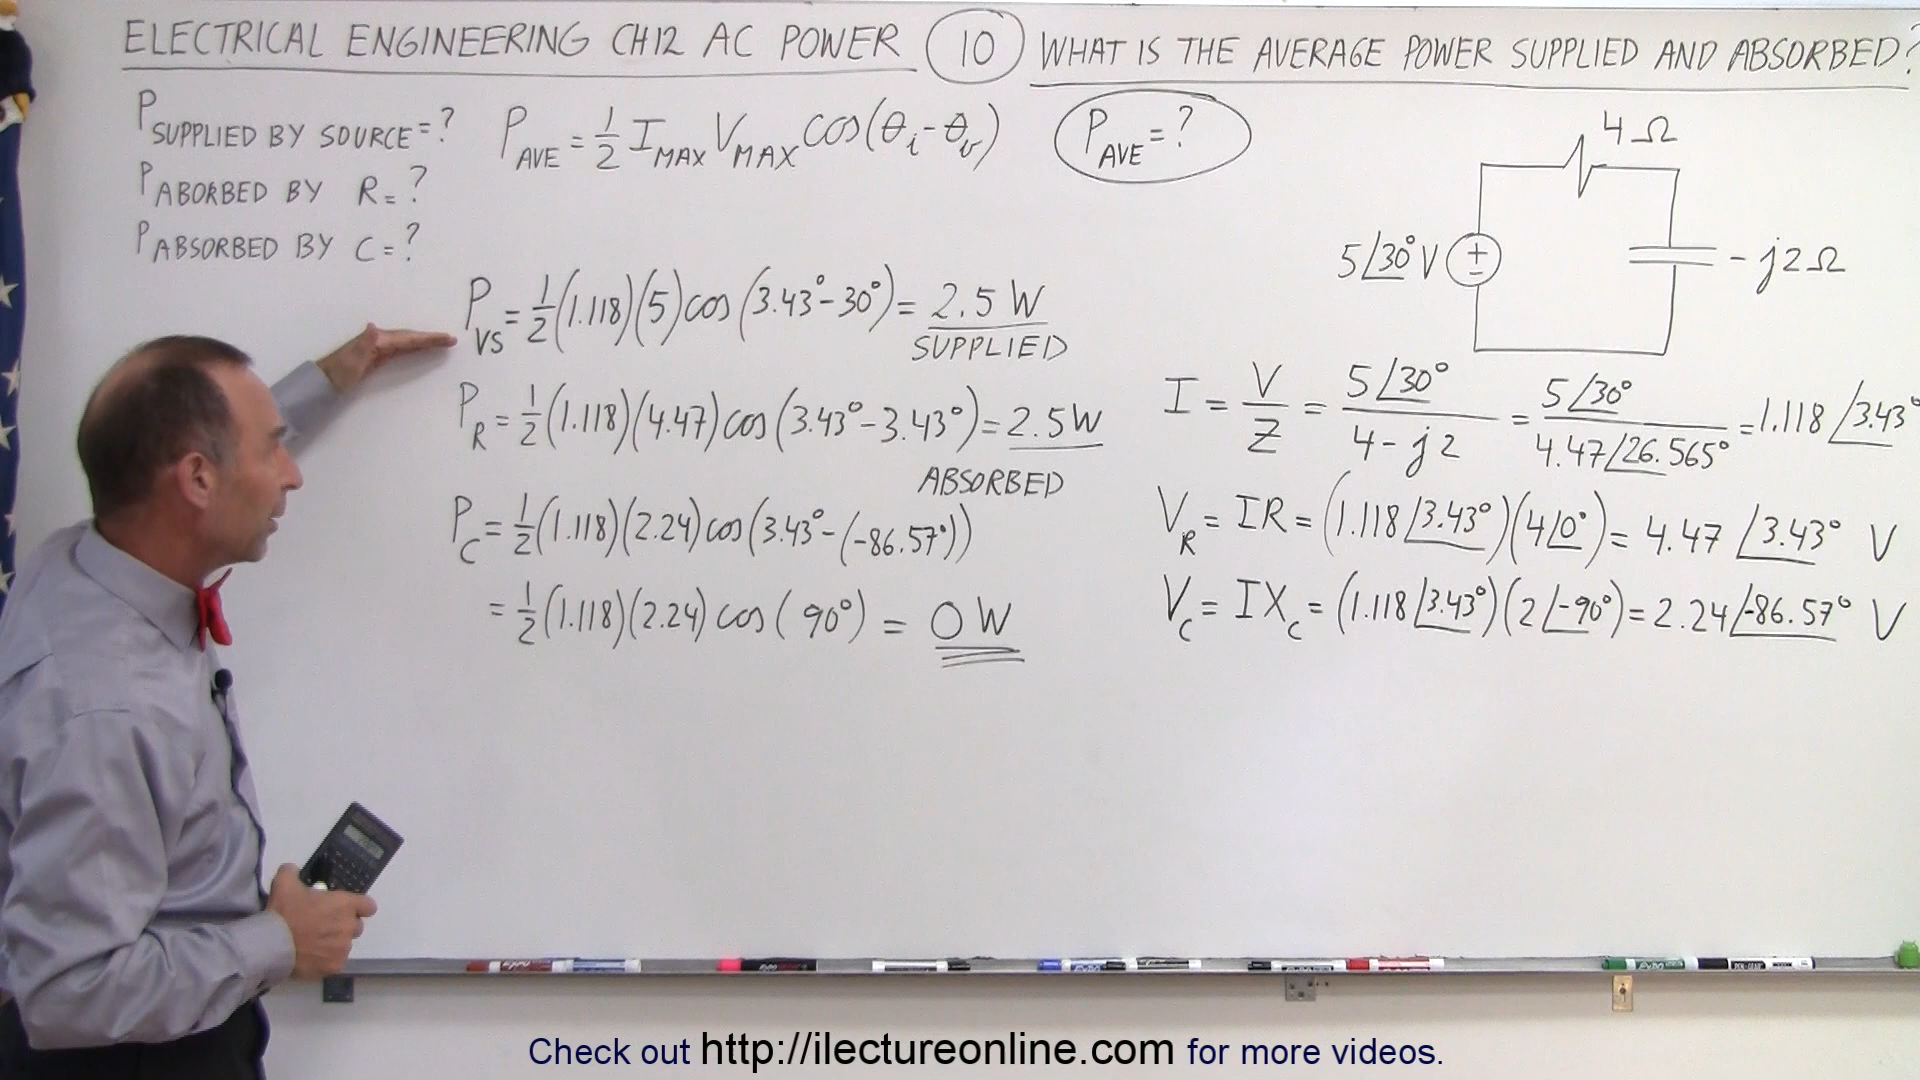 ELECTRICAL ENGINEERING CH12 AC POWER 10 WHAT IS THE AVERAGE POWER SUPPLIED AND ABSORBED?
P SUPPLIED BY SOURCE = ?
P ABORBED BY R = ?
P ABSORBED BY C = ?
P AVE = 1/2 I MAX V MAX COS(θi - θv)
P AVE = ?
4Ω
5/30° V
+
-
-j2Ω
P VS = 1/2 (1.118)(5) cos(3.43° - 30°) = 2.5 W
SUPPLIED
P R = 1/2 (1.118)(4.47) cos(3.43° - 3.43°) = 2.5 W
ABSORBED
P C = 1/2 (1.118)(2.24) cos(3.43° - (-86.57°))
= 1/2 (1.118)(2.24) cos(90°) = 0 W
I = V/Z = 5/30° / 4 - j2 = 5/30° / 4.47/26.565° = 1.118/3.43°
V R = IR = (1.118/3.43°)(4/0°) = 4.47/3.43° V
V C = IX C = (1.118/3.43°)(2/-90°) = 2.24/-86.57° V
Check out http://ilectureonline.com for more videos.